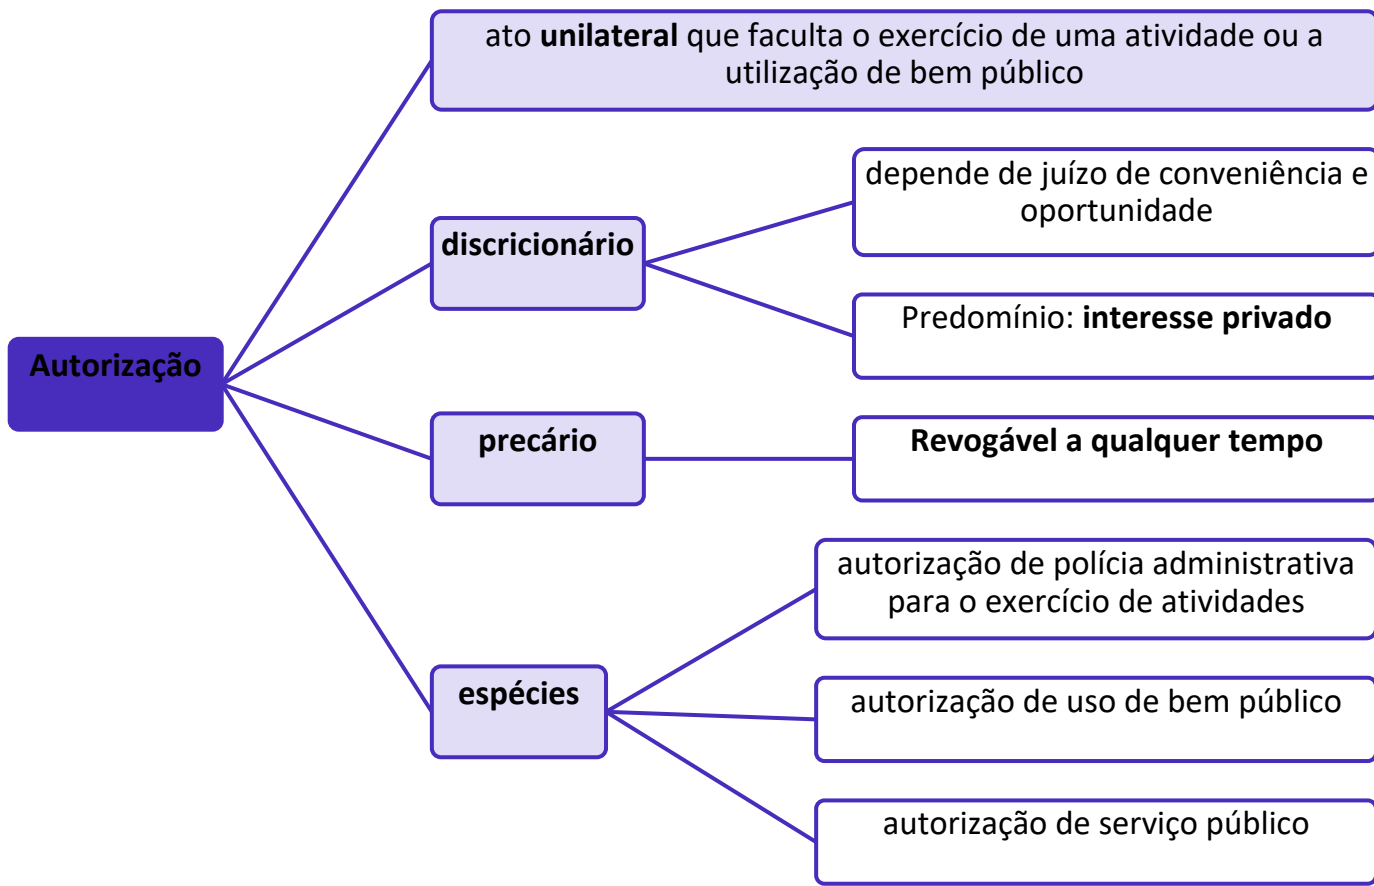 ato unilateral que faculta o exercício de uma atividade ou a
utilização de bem público
depende de juízo de conveniência e
oportunidade
discricionário
Predomínio: interesse privado
Autorização
precário
Revogável a qualquer tempo
autorização de polícia administrativa
para o exercício de atividades
espécies
autorização de uso de bem público
autorização de serviço público